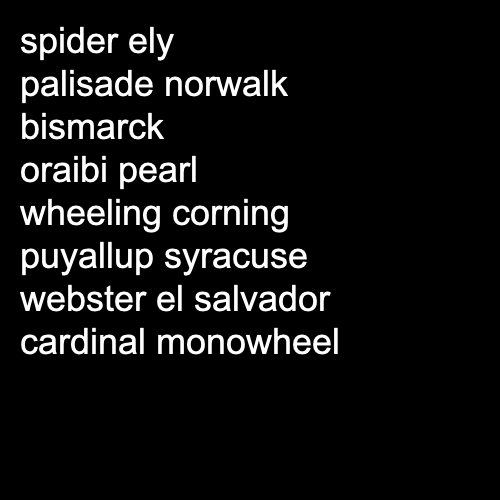 spider ely
palisade norwalk
bismarck
oraibi pearl
wheeling corning
puyallup syracuse
webster el salvador
cardinal monowheel